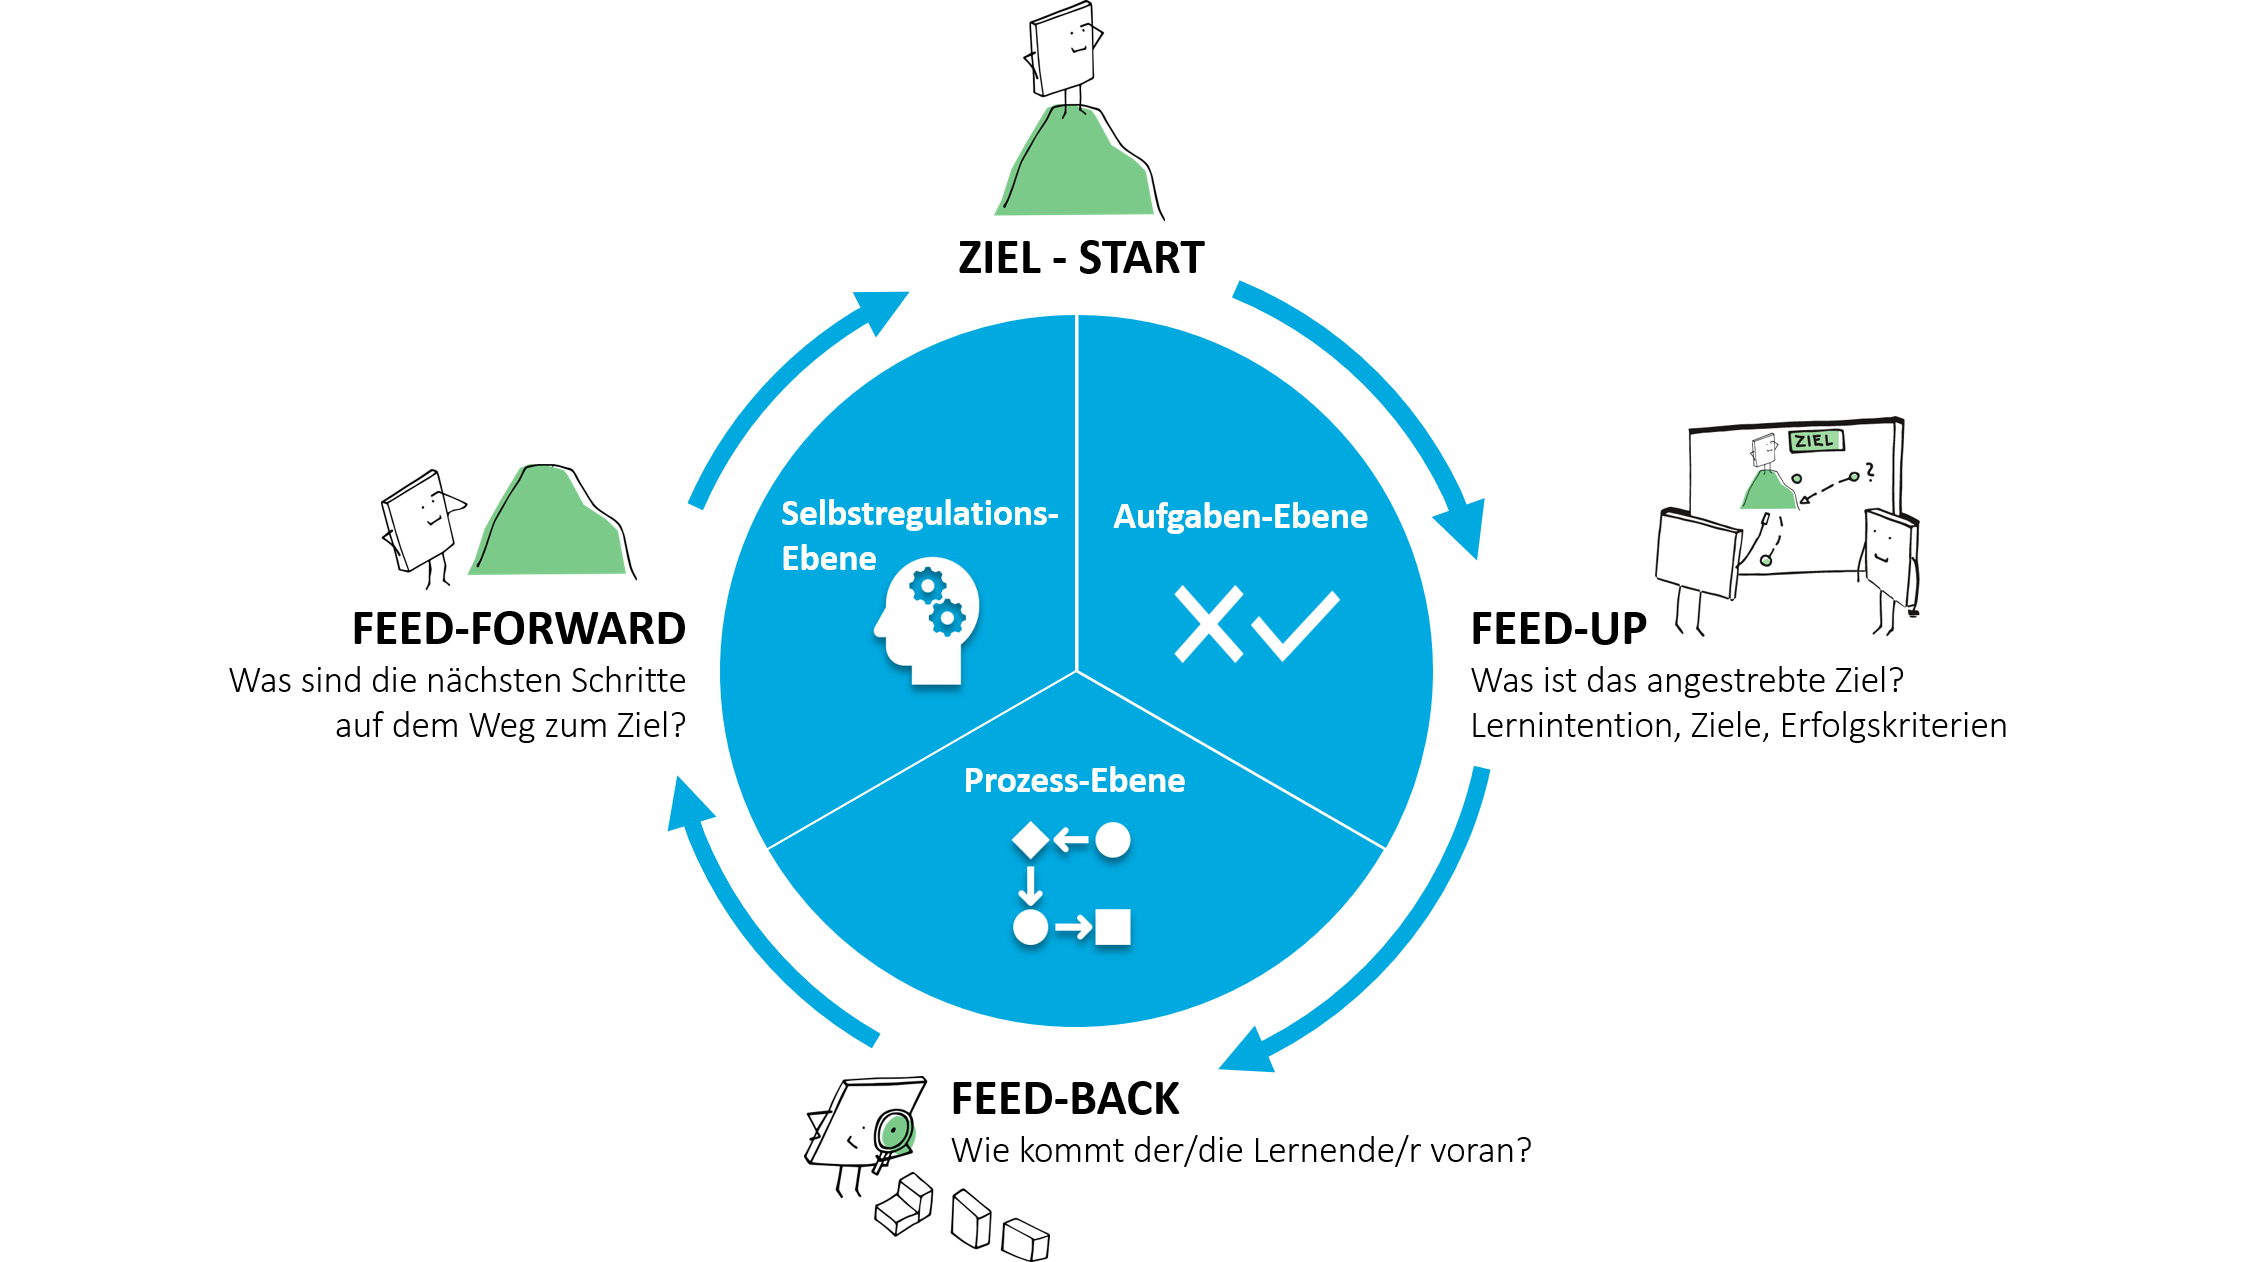 ZIEL - START
ZIEL
?
Selbstregulations-
Ebene
Aufgaben-Ebene
FEED-FORWARD
Was sind die nächsten Schritte
auf dem Weg zum Ziel?
FEED-UP
Was ist das angestrebte Ziel?
Lernintention, Ziele, Erfolgskriterien
Prozess-Ebene
FEED-BACK
Wie kommt der/die Lernende/r voran?